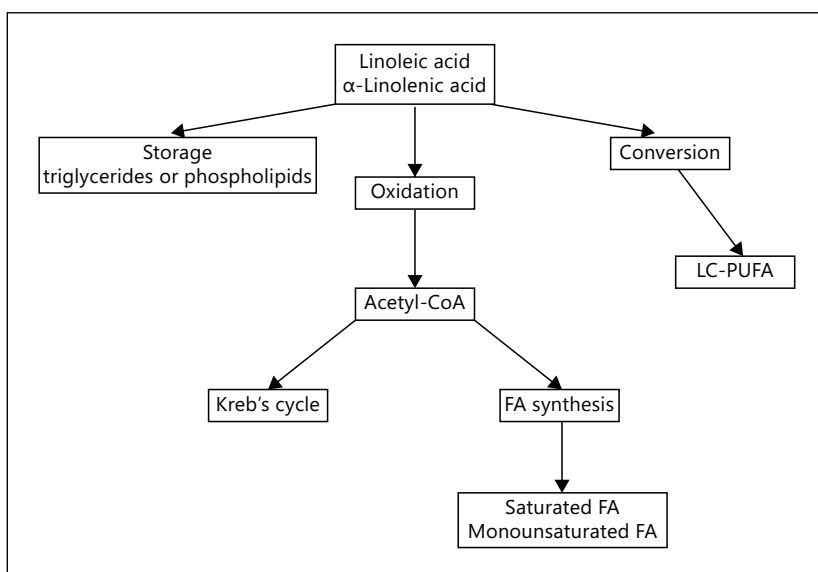 Linoleic acid
α-Linolenic acid
Storage
triglycerides or phospholipids
Conversion
Oxidation
LC-PUFA
Acetyl-CoA
Kreb's cycle
FA synthesis
Saturated FA
Monounsaturated FA